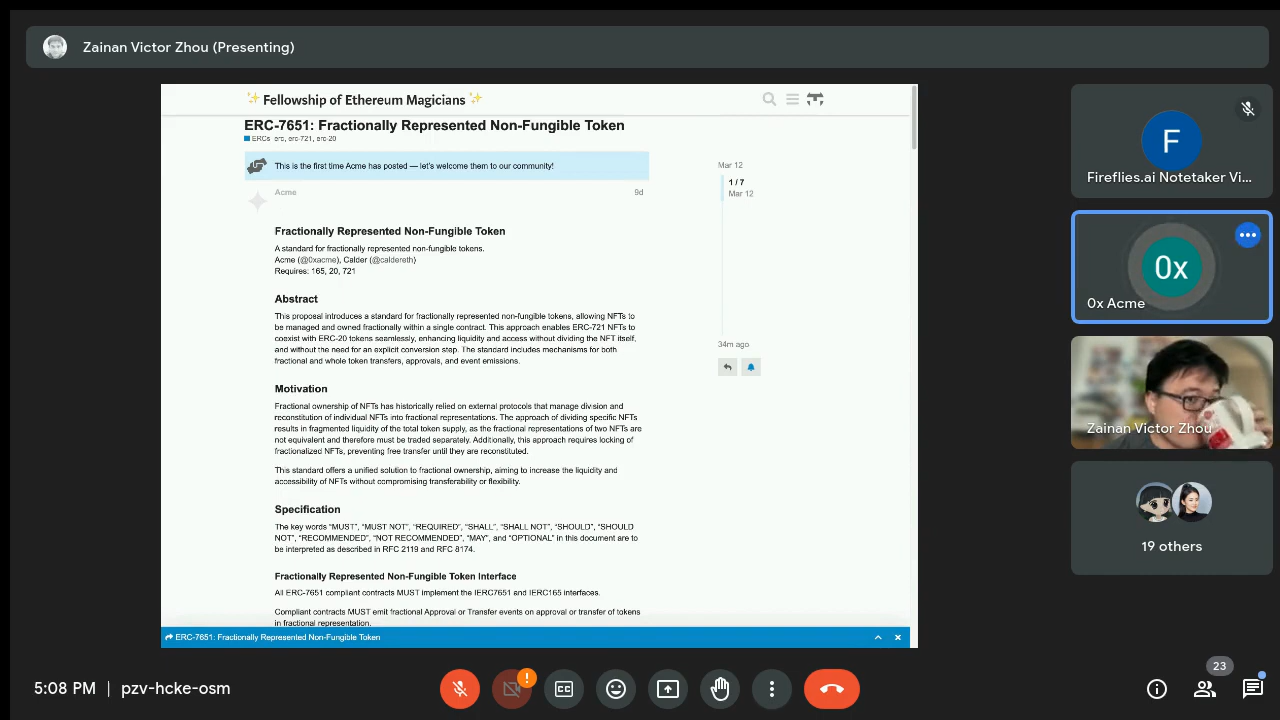 Zainan Victor Zhou (Presenting)
Fellowship of Ethereum Magicians
ERC-7651: Fractionally Represented Non-Fungible Token
ERCs erc, erc-721, erc-20
This is the first time Acme has posted — let's welcome them to our community!
Acme
9d
Fractionally Represented Non-Fungible Token
A standard for fractionally represented non-fungible tokens.
Acme (@0xacme), Calder (@caldereth)
Requires: 165, 20, 721
Abstract
This proposal introduces a standard for fractionally represented non-fungible tokens, allowing NFTs to
be managed and owned fractionally within a single contract. This approach enables ERC-721 NFTs to
coexist with ERC-20 tokens seamlessly, enhancing liquidity and access without dividing the NFT itself,
and without the need for an explicit conversion step. The standard includes mechanisms for both
fractional and whole token transfers, approvals, and event emissions.
Motivation
Fractional ownership of NFTs has historically relied on external protocols that manage division and
reconstitution of individual NFTs into fractional representations. The approach of dividing specific NFTs
results in fragmented liquidity of the total token supply, as the fractional representations of two NFTs are
not equivalent and therefore must be traded separately. Additionally, this approach requires locking of
fractionalized NFTs, preventing free transfer until they are reconstituted.
This standard offers a unified solution to fractional ownership, aiming to increase the liquidity and
accessibility of NFTs without compromising transferability or flexibility.
Specification
The key words “MUST”, “MUST NOT”, “REQUIRED”, “SHALL”, “SHALL NOT”, “SHOULD”, “SHOULD
NOT”, “RECOMMENDED”, “NOT RECOMMENDED”, “MAY”, and “OPTIONAL” in this document are to
be interpreted as described in RFC 2119 and RFC 8174.
Fractionally Represented Non-Fungible Token Interface
All ERC-7651 compliant contracts MUST implement the IERC7651 and IERC165 interfaces.
Compliant contracts MUST emit fractional Approval or Transfer events on approval or transfer of tokens
in fractional representation.
Mar 12
1 / 7
Mar 12
34m ago
ERC-7651: Fractionally Represented Non-Fungible Token
F
Fireflies.ai Notetaker Vi...
0x
0x Acme
Zainan Victor Zhou
19 others
5:08 PM | pzv-hcke-osm
CC
23